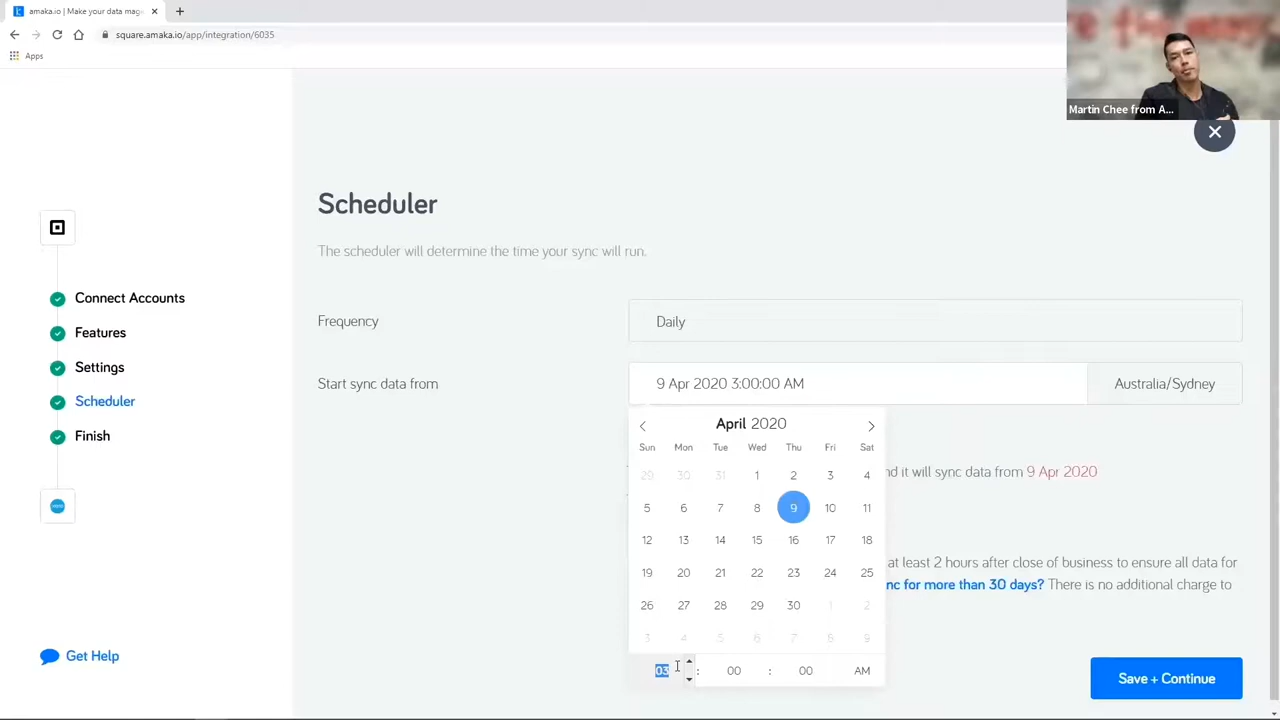 amaka.io | Make your data mag
square.amaka.io/app/integration/6035
Apps
Martin Chee from A...
Scheduler
The scheduler will determine the time your sync will run.
Connect Accounts
Features
Settings
Scheduler
Finish
Get Help
Frequency
Daily
Start sync data from
9 Apr 2020 3:00:00 AM
Australia/Sydney
April 2020
Sun Mon Tue Wed Thu Fri Sat
29 30 31 1 2 3 4
5 6 7 8 9 10 11
12 13 14 15 16 17 18
19 20 21 22 23 24 25
26 27 28 29 30 1 2
3 4 5 6 7 8 9
03 : 00 : 00 AM
nd it will sync data from 9 Apr 2020
at least 2 hours after close of business to ensure all data for
nc for more than 30 days? There is no additional charge to
Save + Continue